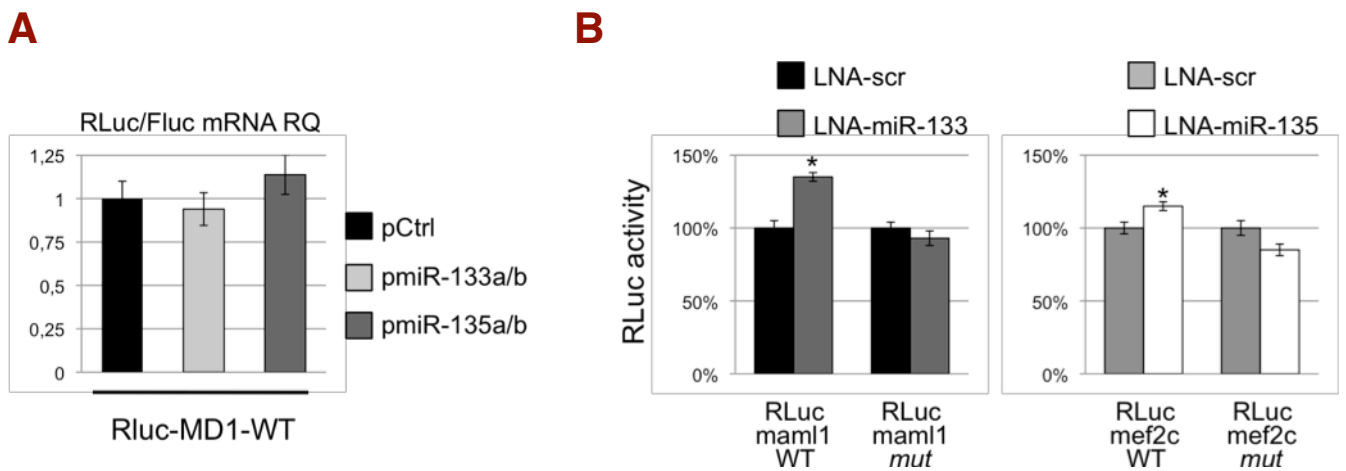 A
RLuc/Fluc mRNA RQ
1,25
1
0,75
0,5
0,25
0
pCtrl
pmiR-133a/b
pmiR-135a/b
Rluc-MD1-WT
B
LNA-scr
LNA-miR-133
RLuc activity
150%
100%
50%
0%
*
RLuc
maml1
WT
RLuc
maml1
mut
LNA-scr
LNA-miR-135
150%
100%
50%
0%
*
RLuc
mef2c
WT
RLuc
mef2c
mut